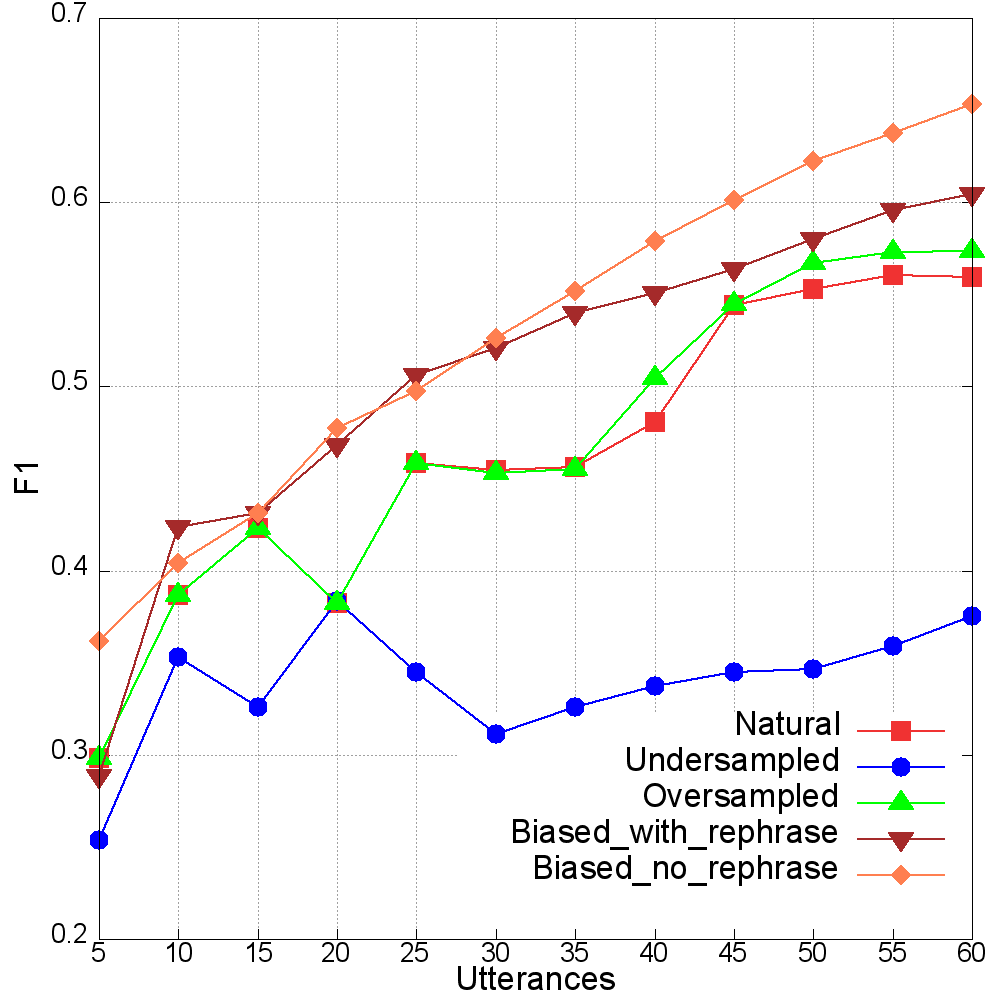 0.7
0.6
0.5
0.4
0.3
0.2
F1
5 10 15 20 25 30 35 40 45 50 55 60
Utterances
Natural
Undersampled
Oversampled
Biased_with_rephrase
Biased_no_rephrase